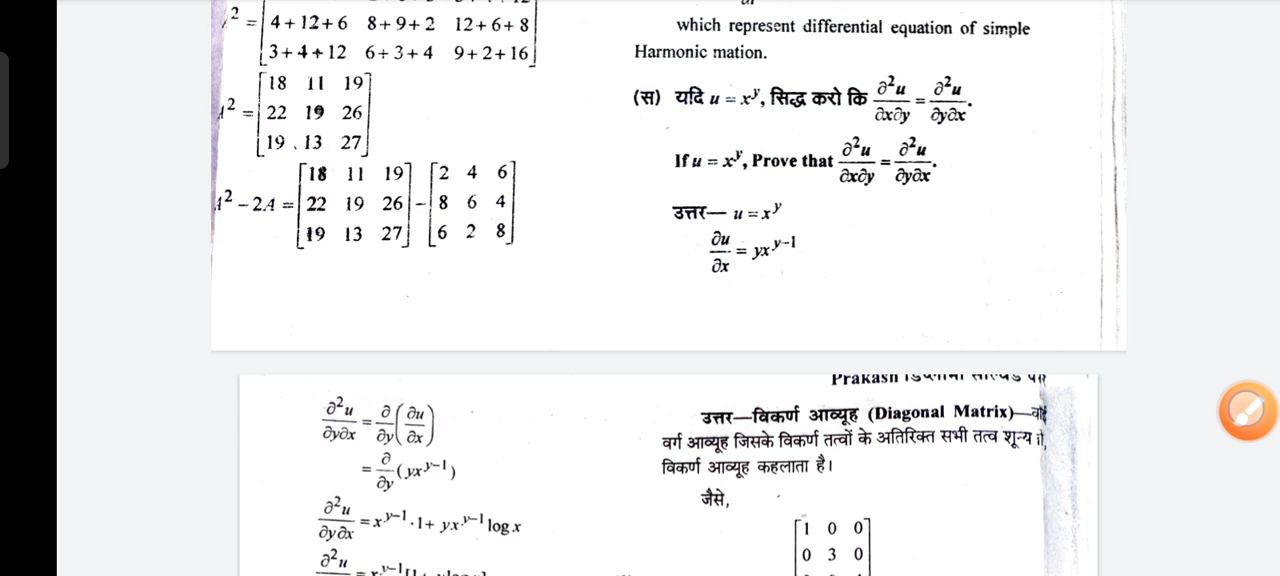 ² = [4+12+6 8+9+2 12+6+8
3+4+12 6+3+4 9+2+16]
² = [18 11 19
22 19 26
19 13 27]
² – 2A = [18 11 19
22 19 26
19 13 27] – [2 4 6
8 6 4
6 2 8]
which represent differential equation of simple
Harmonic mation.
(स) यदि u = x^y, सिद्ध करो कि ∂²u/∂x∂y = ∂²u/∂y∂x.
If u = x^y, Prove that ∂²u/∂x∂y = ∂²u/∂y∂x.
उत्तर— u = x^y
∂u/∂x = yx^(y–1)
∂²u/∂y∂x = ∂/∂y(∂u/∂x)
= ∂/∂y (yx^(y–1))
∂²u/∂y∂x = x^(y–1) . 1 + yx^(y–1) log x
∂²u
Prakash
उत्तर—विकर्ण आव्यूह (Diagonal Matrix)—
वर्ग आव्यूह जिसके विकर्ण तत्वों के अतिरिक्त सभी तत्व शून्य
विकर्ण आव्यूह कहलाता है।
जैसे,
[1 0 0]
0 3 0